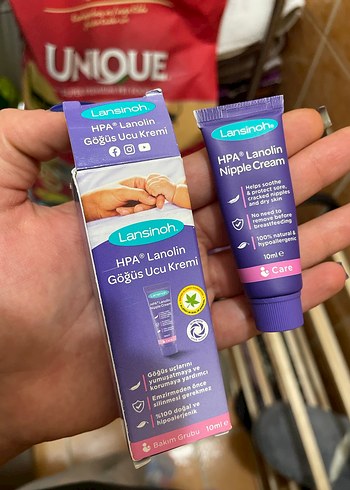 UNIQUE
Lansinoh®
HPA® Lanolin
Göğüs Ucu Kremi
Lansinoh®
HPA® Lanolin
Göğüs Ucu Kremi
Göğüs uçlarını
yumuşatmaya ve
korumaya yardımcı
Emzirmeden önce
silinmesi gerekmez
%100 doğal ve
hipoalerjenik
Bakım Grubu
10ml e
Lansinoh®
HPA® Lanolin
Nipple Cream
Helps soothe
& protect sore,
cracked nipples
and dry skin
No need to
remove before
breastfeeding
100% natural &
hypoallergenic
10ml e
Care